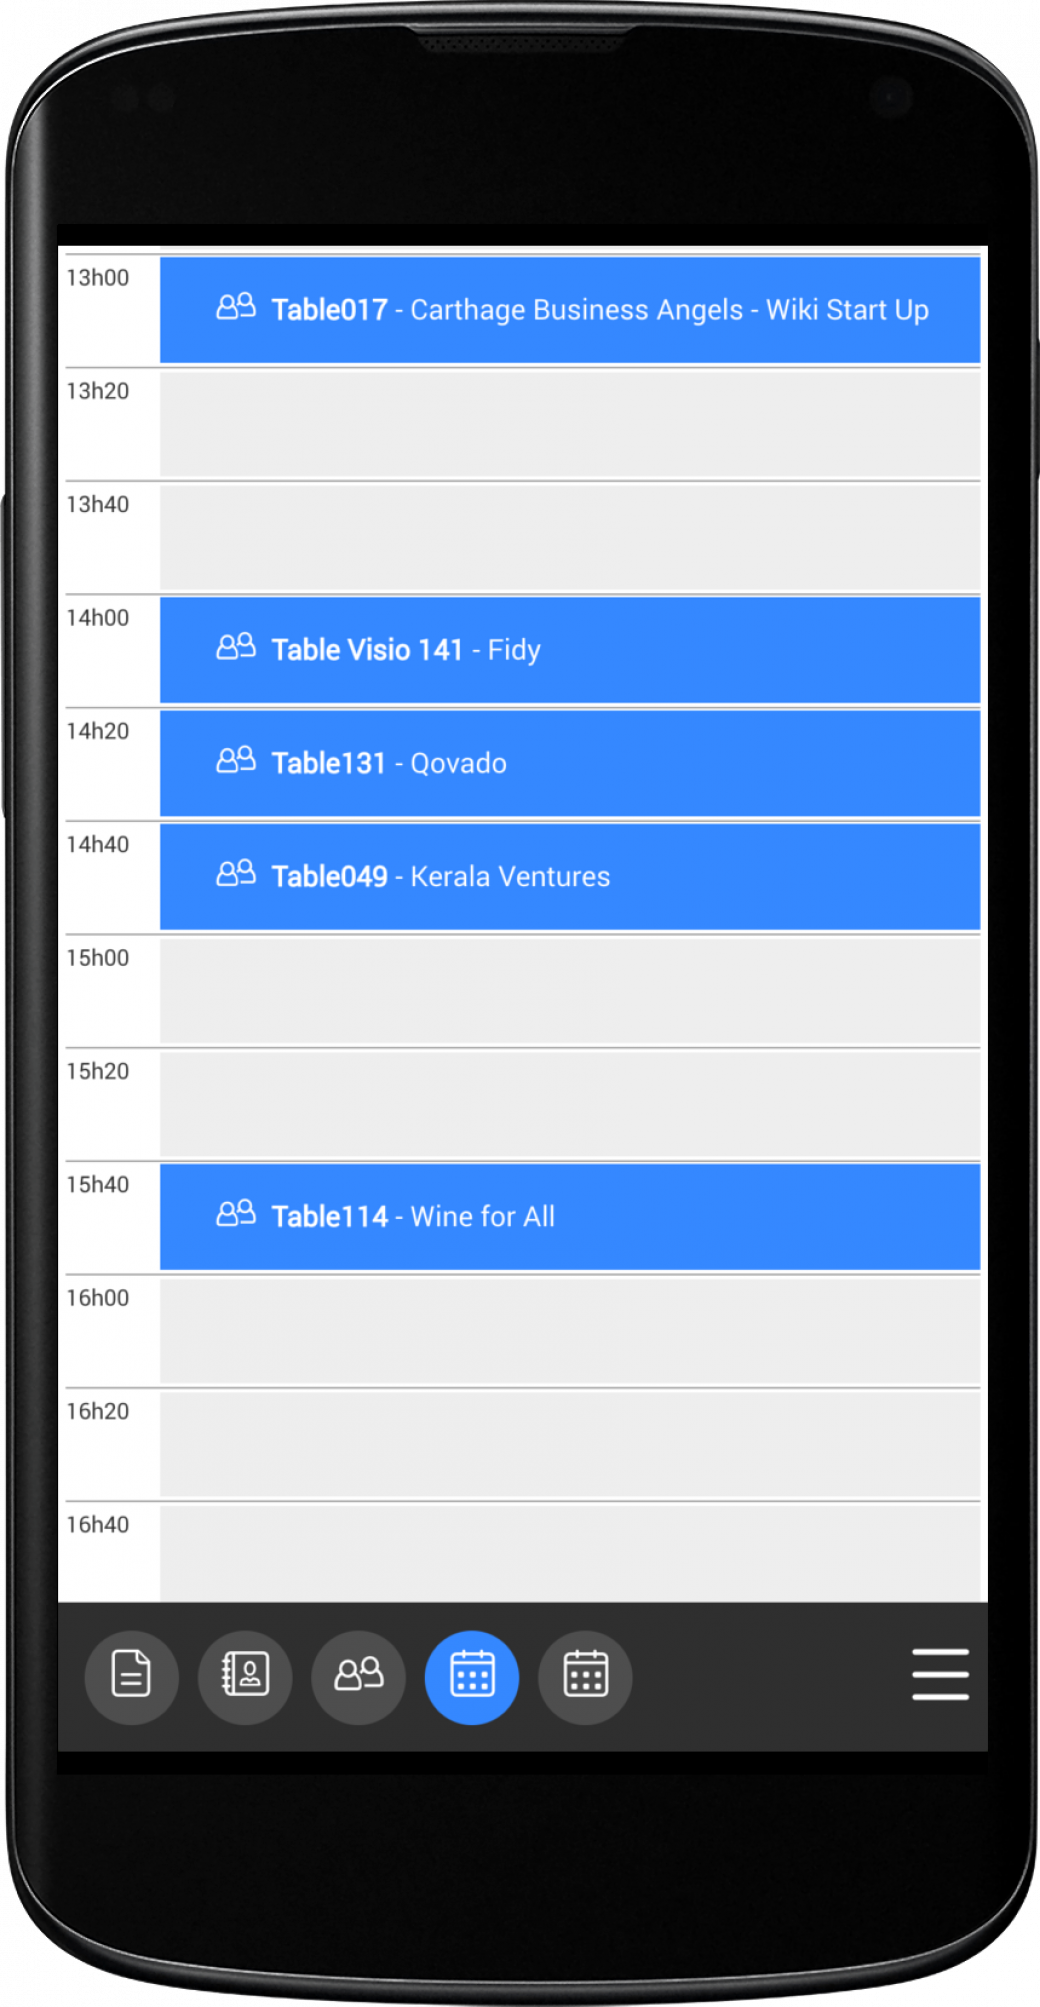 13h00
Table017 - Carthage Business Angels - Wiki Start Up
13h20
13h40
14h00
Table Visio 141 - Fidy
14h20
Table131 - Qovado
14h40
Table049 - Kerala Ventures
15h00
15h20
15h40
Table114 - Wine for All
16h00
16h20
16h40